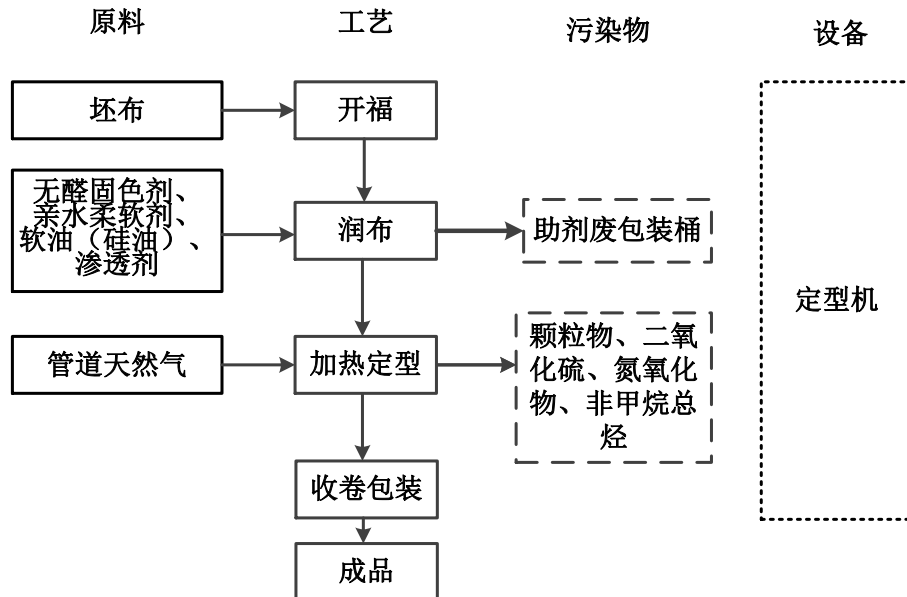 原料
工艺
污染物
设备
坯布
开福
无醛固色剂、
亲水柔软剂、
软油（硅油）、
渗透剂
润布
助剂废包装桶
定型机
管道天然气
加热定型
颗粒物、二氧
化硫、氮氧化
物、非甲烷总
烃
收卷包装
成品